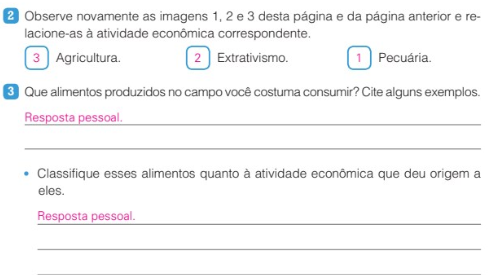 2 Observe novamente as imagens 1, 2 e 3 desta página e da página anterior e re-
lacione-as à atividade econômica correspondente.
3 Agricultura. 2 Extrativismo. 1 Pecuária.
3 Que alimentos produzidos no campo você costuma consumir? Cite alguns exemplos.
Resposta pessoal.
• Classifique esses alimentos quanto à atividade econômica que deu origem a
eles.
Resposta pessoal.